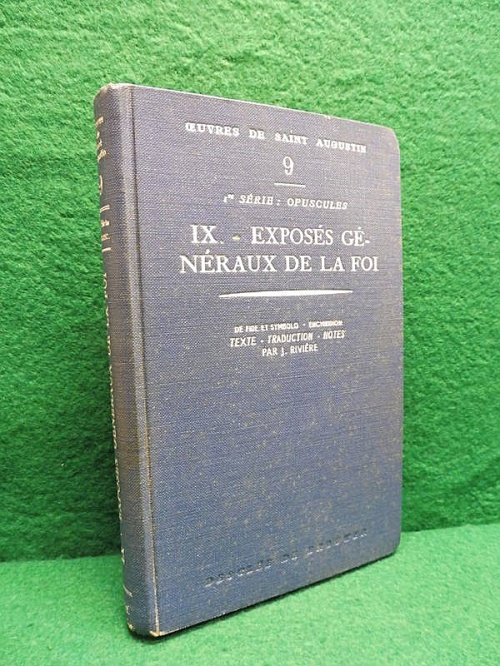 ŒUVRES DE SAINT AUGUSTIN
9
1re SÉRIE : OPUSCULES
IX. - EXPOSÉS GÉ-
NÉRAUX DE LA FOI
DE FIDE ET SYMBOLO - ENCHIRIDION
TEXTE - TRADUCTION - NOTES
PAR J. RIVIÈRE
DESCLÉE DE BROUWER